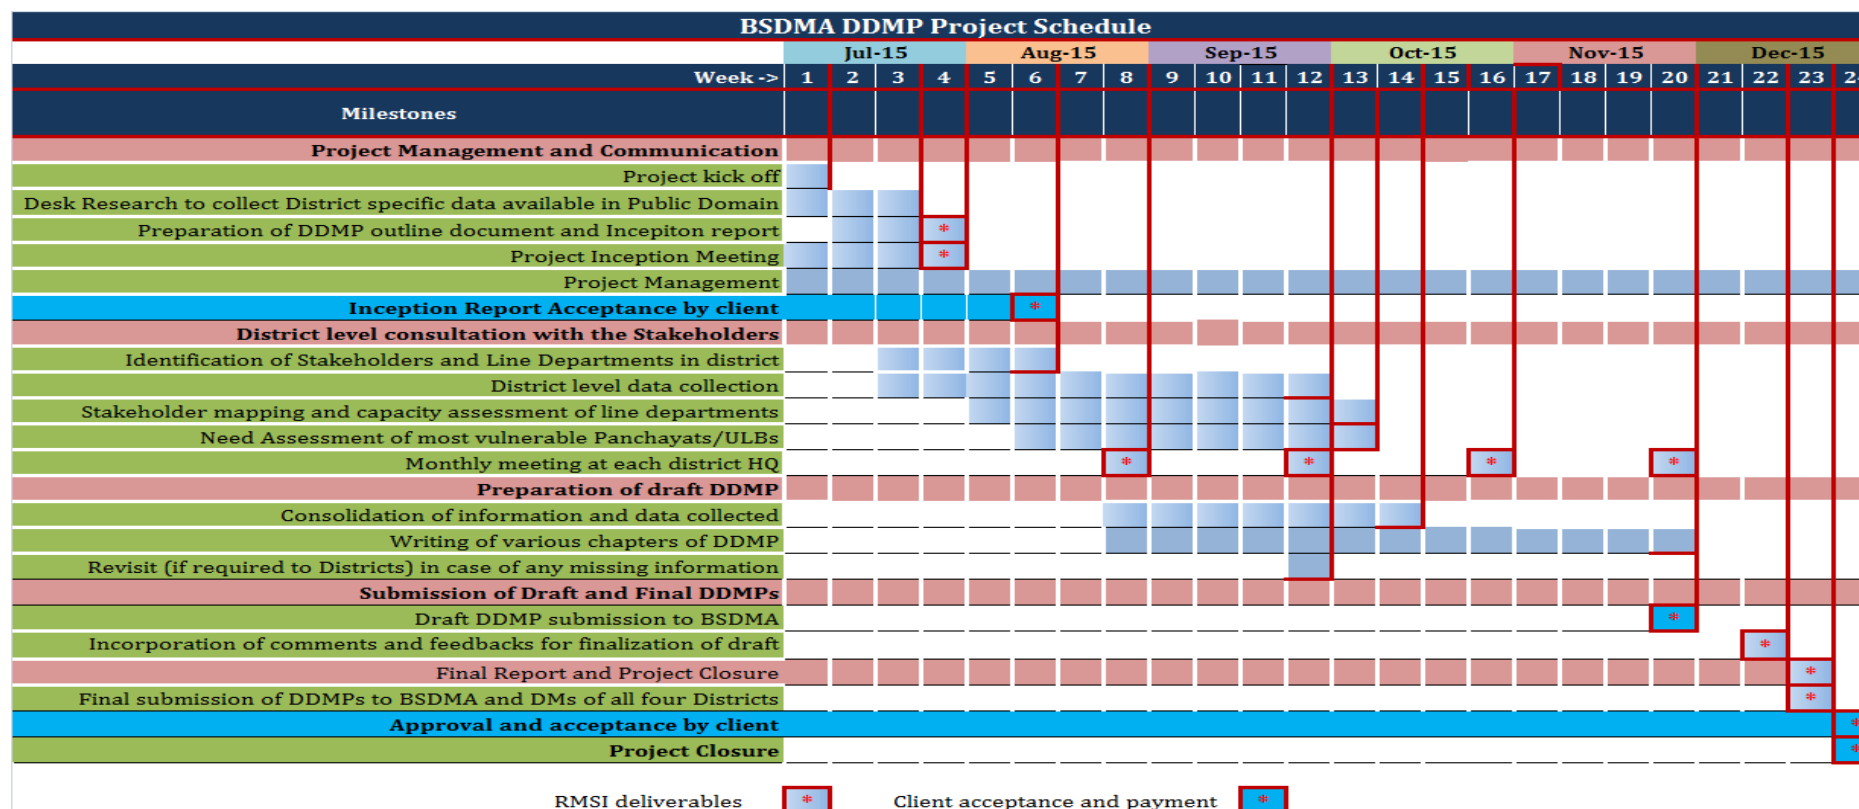 BSDMA DDMP Project Schedule
Jul-15 Aug-15 Sep-15 Oct-15 Nov-15 Dec-15
Week -> 1 2 3 4 5 6 7 8 9 10 11 12 13 14 15 16 17 18 19 20 21 22 23
Milestones
Project Management and Communication
Project kick off
Desk Research to collect District specific data available in Public Domain
Preparation of DDMP outline document and Incepiton report *
Project Inception Meeting *
Project Management
Inception Report Acceptance by client *
District level consultation with the Stakeholders
Identification of Stakeholders and Line Departments in district
District level data collection
Stakeholder mapping and capacity assessment of line departments
Need Assessment of most vulnerable Panchayats/ULBs
Monthly meeting at each district HQ * * * *
Preparation of draft DDMP
Consolidation of information and data collected
Writing of various chapters of DDMP
Revisit (if required to Districts) in case of any missing information
Submission of Draft and Final DDMPs
Draft DDMP submission to BSDMA *
Incorporation of comments and feedbacks for finalization of draft *
Final Report and Project Closure *
Final submission of DDMPs to BSDMA and DMs of all four Districts *
Approval and acceptance by client *
Project Closure *
RMSI deliverables * Client acceptance and payment *